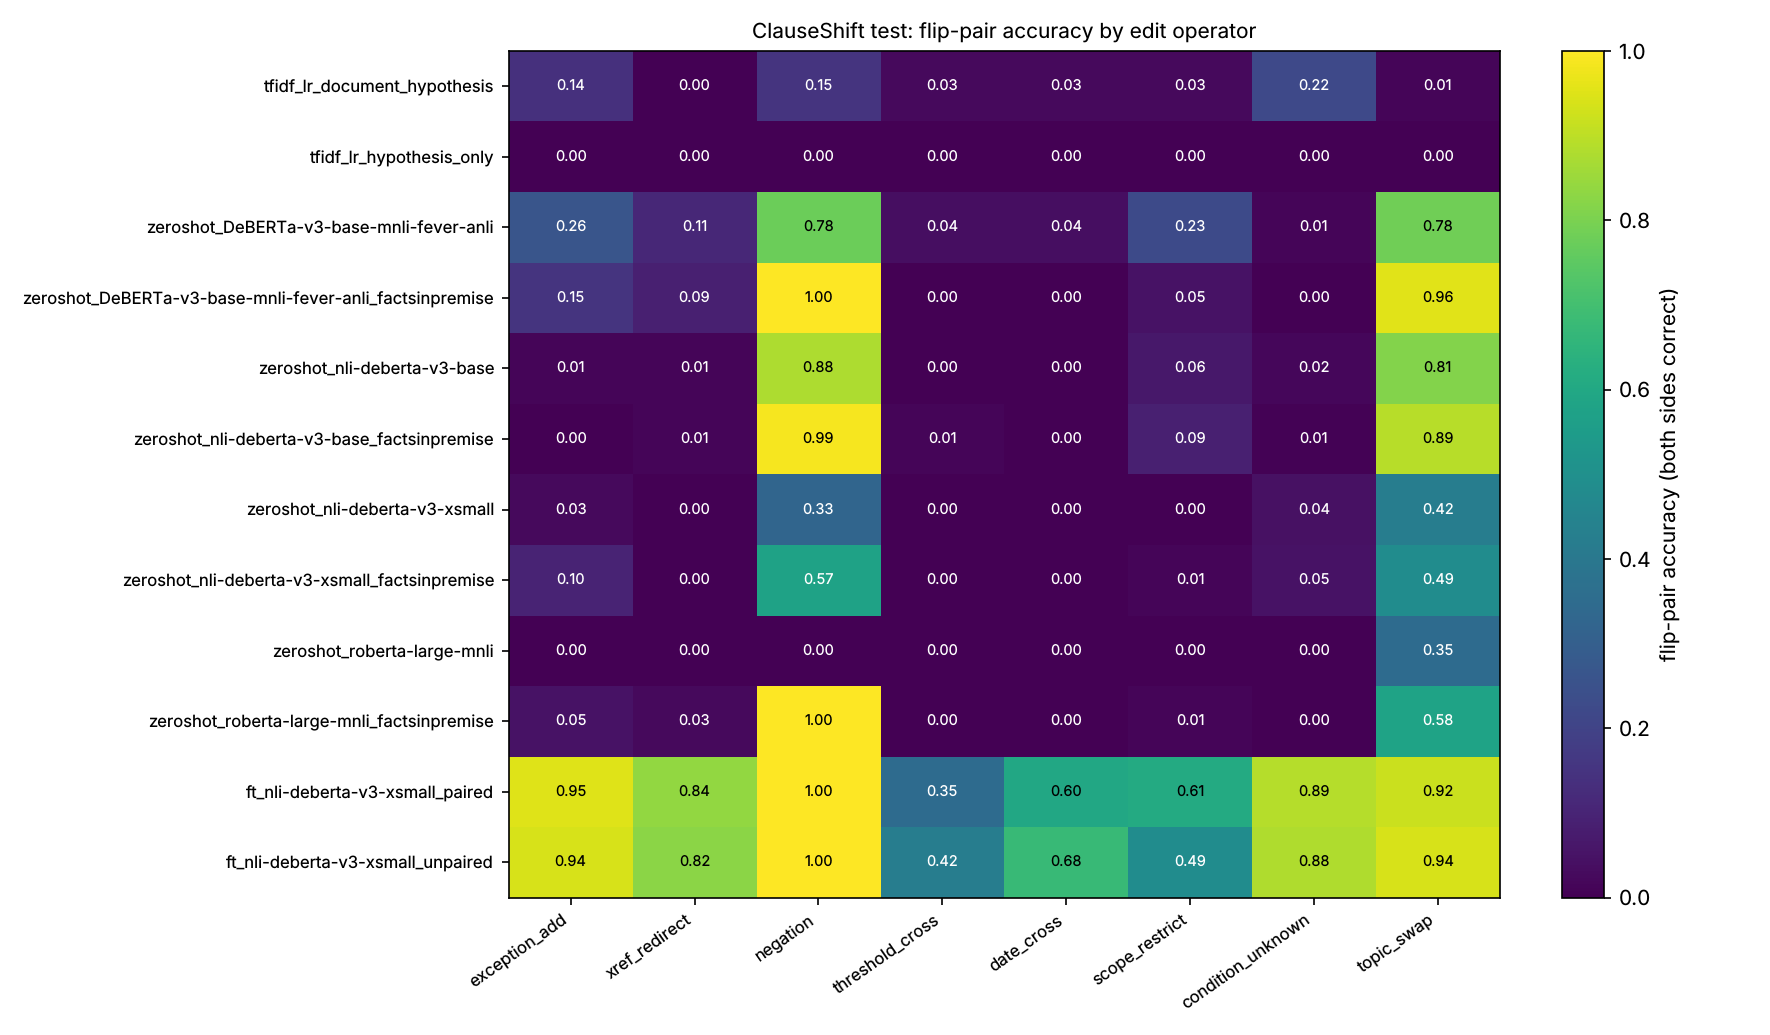 ClauseShift test: flip-pair accuracy by edit operator
tfidf_lr_document_hypothesis 0.14 0.00 0.15 0.03 0.03 0.03 0.22 0.01
tfidf_lr_hypothesis_only 0.00 0.00 0.00 0.00 0.00 0.00 0.00 0.00
zeroshot_DeBERTa-v3-base-mnli-fever-anli 0.26 0.11 0.78 0.04 0.04 0.23 0.01 0.78
zeroshot_DeBERTa-v3-base-mnli-fever-anli_factsinpremise 0.15 0.09 1.00 0.00 0.00 0.05 0.00 0.96
zeroshot_nli-deberta-v3-base 0.01 0.01 0.88 0.00 0.00 0.06 0.02 0.81
zeroshot_nli-deberta-v3-base_factsinpremise 0.00 0.01 0.99 0.01 0.00 0.09 0.01 0.89
zeroshot_nli-deberta-v3-xsmall 0.03 0.00 0.33 0.00 0.00 0.00 0.04 0.42
zeroshot_nli-deberta-v3-xsmall_factsinpremise 0.10 0.00 0.57 0.00 0.00 0.01 0.05 0.49
zeroshot_roberta-large-mnli 0.00 0.00 0.00 0.00 0.00 0.00 0.00 0.35
zeroshot_roberta-large-mnli_factsinpremise 0.05 0.03 1.00 0.00 0.00 0.01 0.00 0.58
ft_nli-deberta-v3-xsmall_paired 0.95 0.84 1.00 0.35 0.60 0.61 0.89 0.92
ft_nli-deberta-v3-xsmall_unpaired 0.94 0.82 1.00 0.42 0.68 0.49 0.88 0.94
exception_add
xref_redirect
negation
threshold_cross
date_cross
scope_restrict
condition_unknown
topic_swap
1.0
0.8
0.6
0.4
0.2
0.0
flip-pair accuracy (both sides correct)